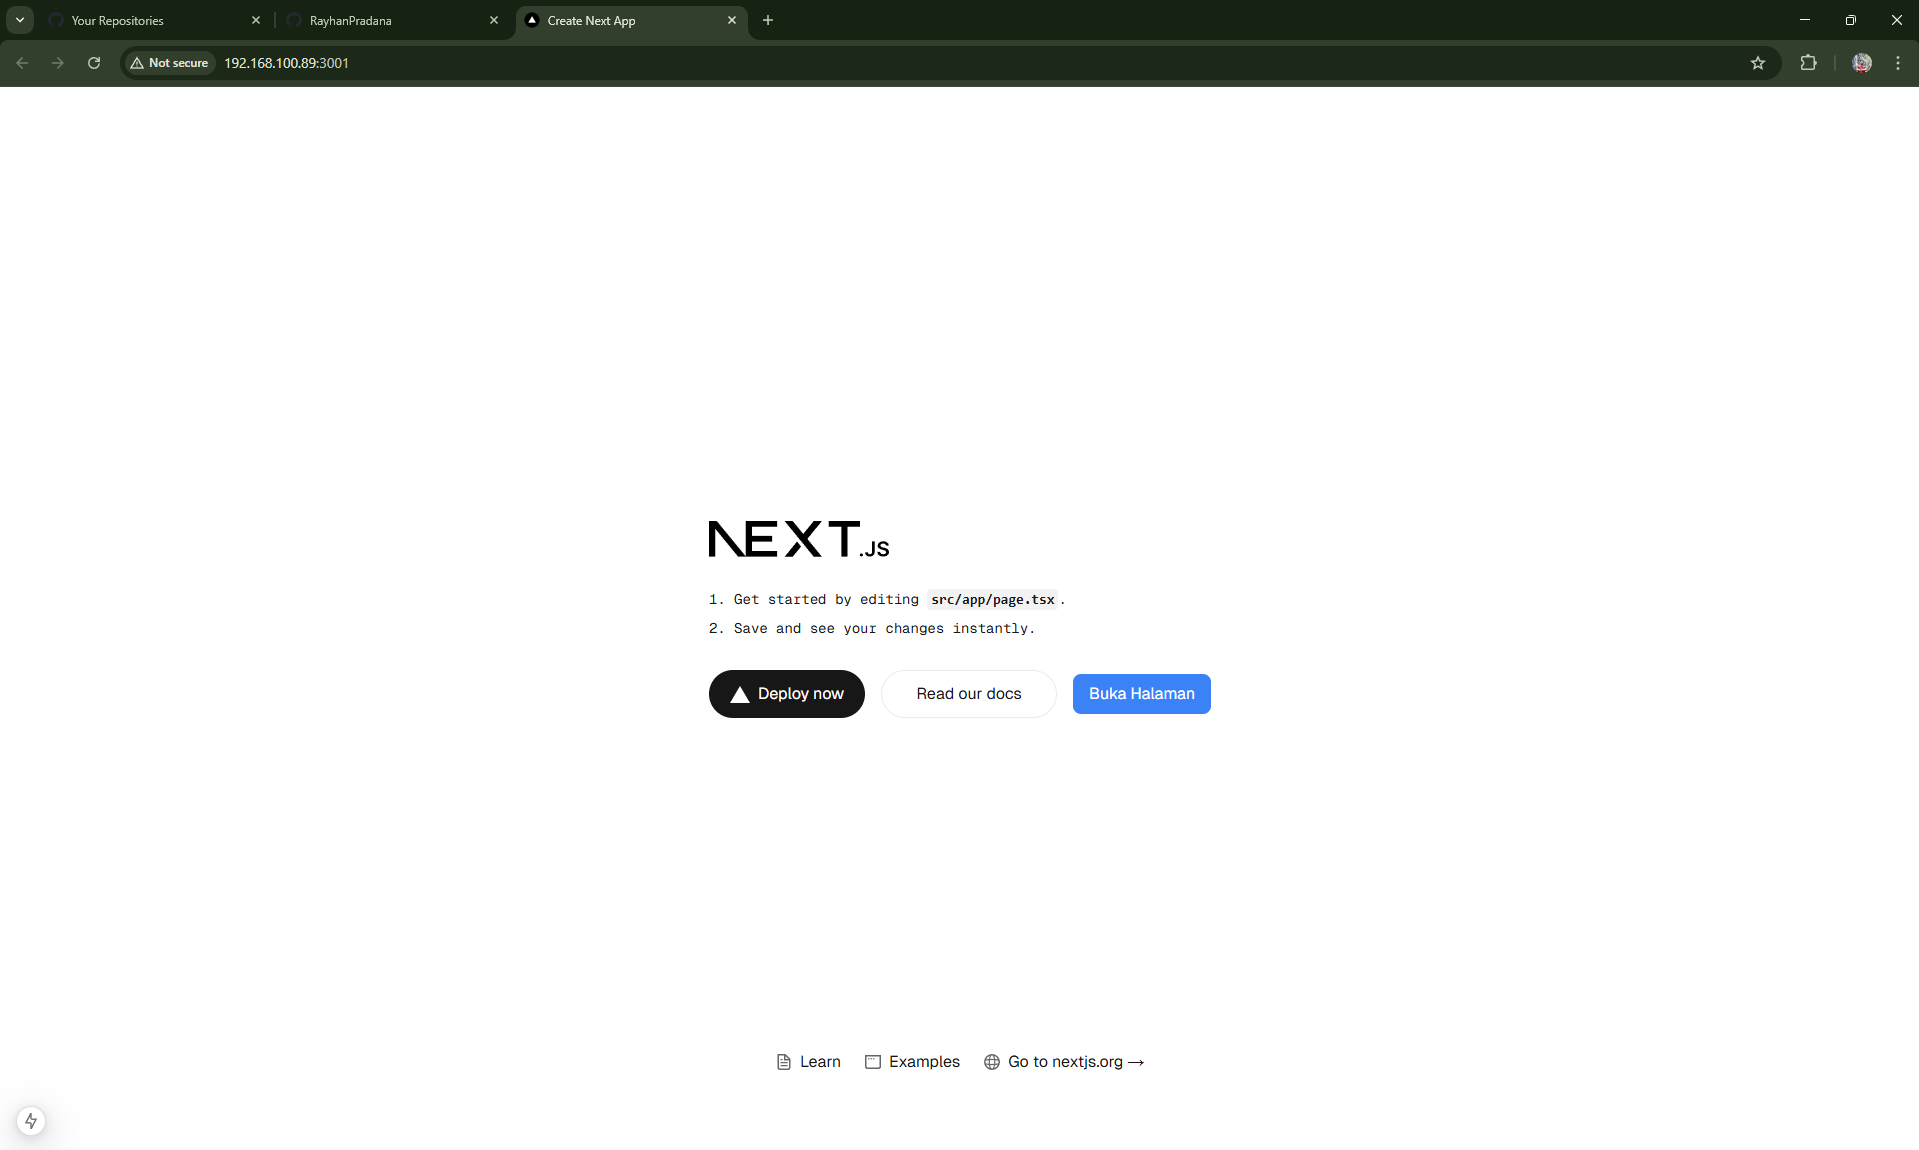 Your Repositories
RayhanPradana
Create Next App
Not secure
192.168.100.89:3001
NEXT.JS
1. Get started by editing src/app/page.tsx.
2. Save and see your changes instantly.
Deploy now
Read our docs
Buka Halaman
Learn
Examples
Go to nextjs.org →